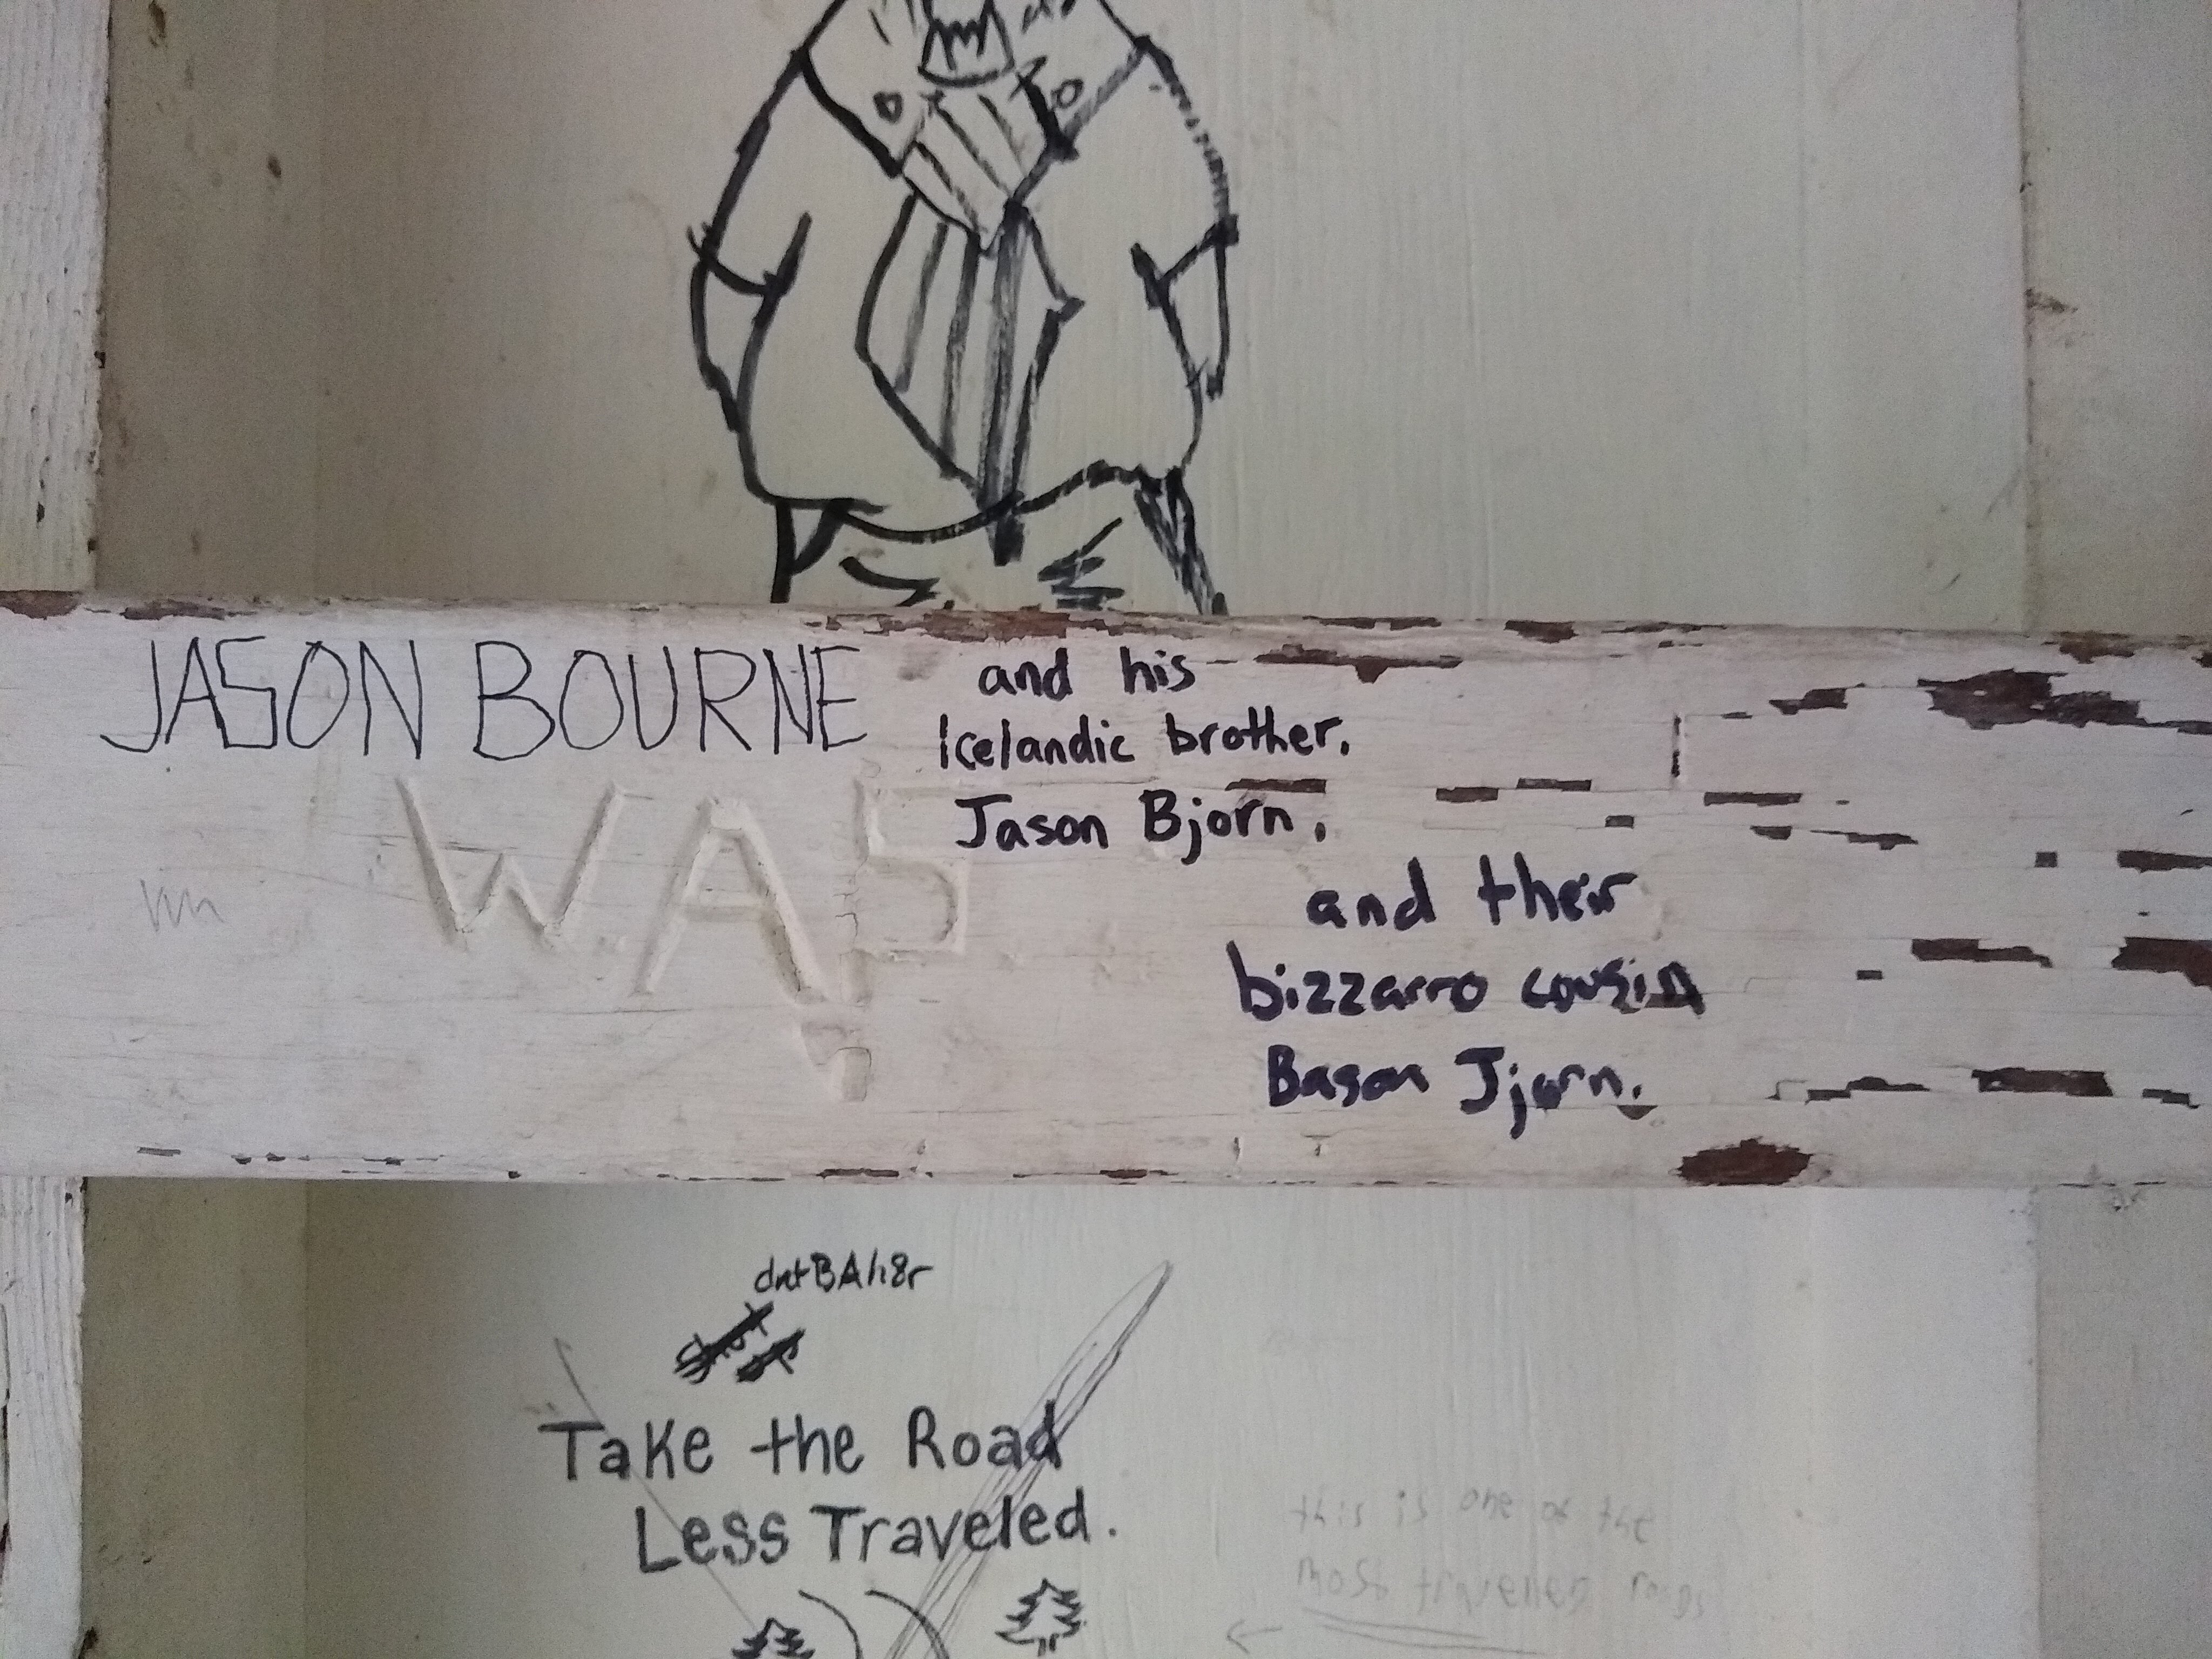 JASON BOURNE
and his
Icelandic brother.
Jason Bjorn.
WAS
and their
bizzarro cousin
Bason Jjorn.
Take the Road
Less Traveled.
this is one of the
most traveled roads